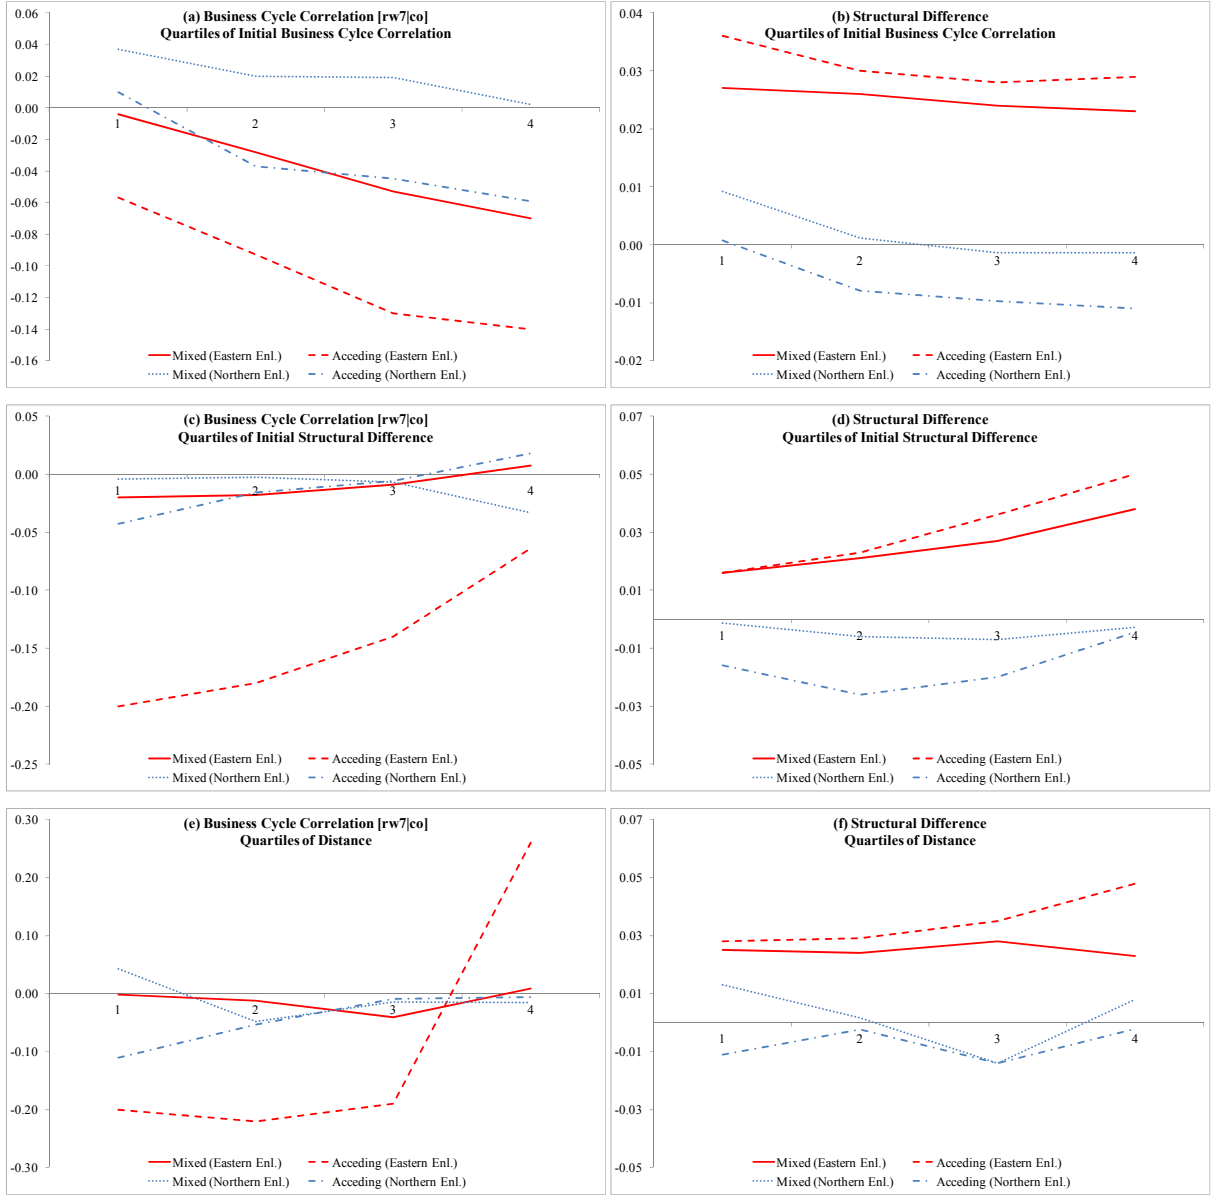 (a) Business Cycle Correlation [rw7|co]
Quartiles of Initial Business Cylce Correlation
0.06
0.04
0.02
0.00
-0.02
-0.04
-0.06
-0.08
-0.10
-0.12
-0.14
-0.16
1
2
3
4
Mixed (Eastern Enl.)
Acceding (Eastern Enl.)
Mixed (Northern Enl.)
Acceding (Northern Enl.)
(b) Structural Difference
Quartiles of Initial Business Cylce Correlation
0.04
0.03
0.02
0.01
0.00
-0.01
-0.02
1
2
3
4
Mixed (Eastern Enl.)
Acceding (Eastern Enl.)
Mixed (Northern Enl.)
Acceding (Northern Enl.)
(c) Business Cycle Correlation [rw7|co]
Quartiles of Initial Structural Difference
0.05
0.00
-0.05
-0.10
-0.15
-0.20
-0.25
1
2
3
4
Mixed (Eastern Enl.)
Acceding (Eastern Enl.)
Mixed (Northern Enl.)
Acceding (Northern Enl.)
(d) Structural Difference
Quartiles of Initial Structural Difference
0.07
0.05
0.03
0.01
-0.01
-0.03
-0.05
1
2
3
4
Mixed (Eastern Enl.)
Acceding (Eastern Enl.)
Mixed (Northern Enl.)
Acceding (Northern Enl.)
(e) Business Cycle Correlation [rw7|co]
Quartiles of Distance
0.30
0.20
0.10
0.00
-0.10
-0.20
-0.30
1
2
3
4
Mixed (Eastern Enl.)
Acceding (Eastern Enl.)
Mixed (Northern Enl.)
Acceding (Northern Enl.)
(f) Structural Difference
Quartiles of Distance
0.07
0.05
0.03
0.01
-0.01
-0.03
-0.05
1
2
3
4
Mixed (Eastern Enl.)
Acceding (Eastern Enl.)
Mixed (Northern Enl.)
Acceding (Northern Enl.)